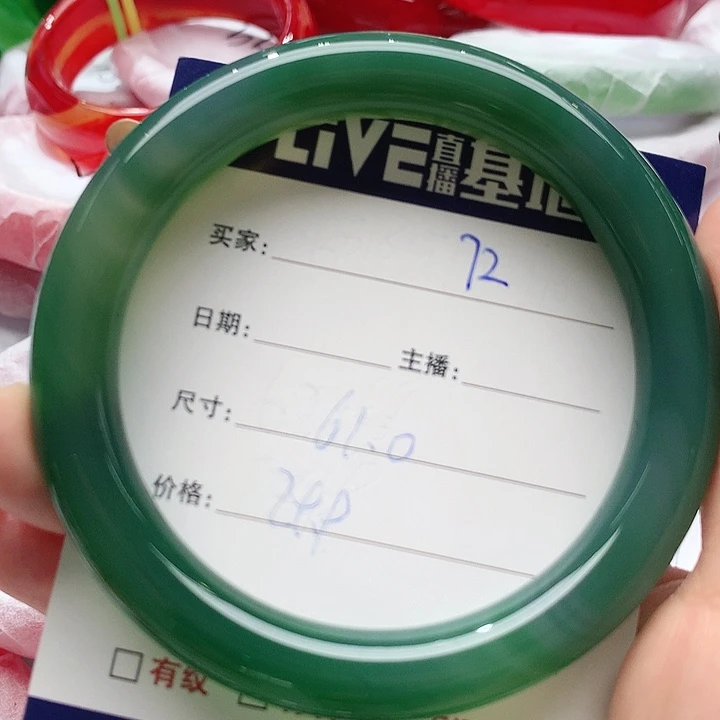 LIVE直播基地
买家: 72
日期: 主播:
尺寸: 61.0
价格:
有纹